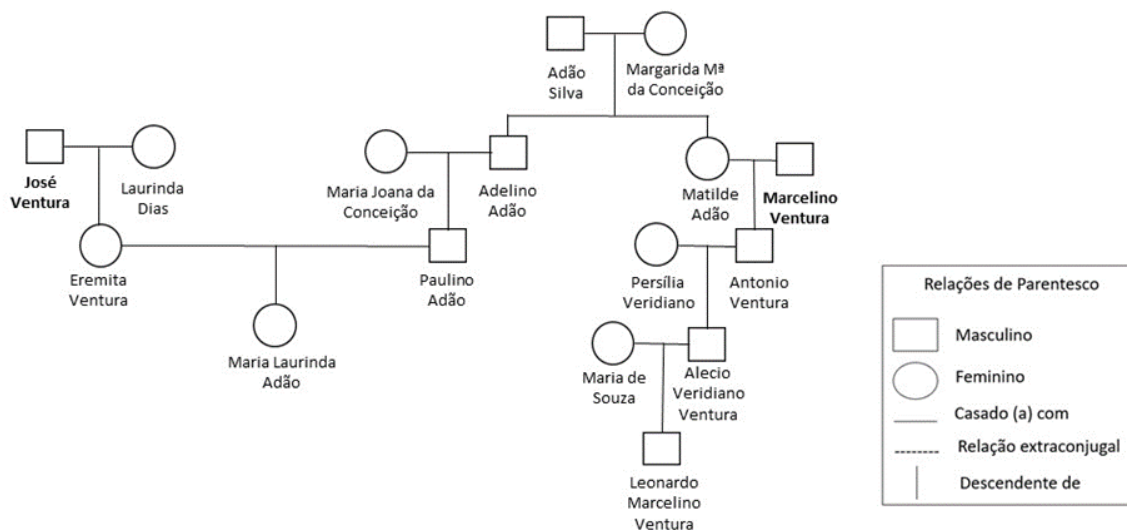 Adão
Silva
Margarida Mª
da Conceição
José
Ventura
Laurinda
Dias
Maria Joana da
Conceição
Adelino
Adão
Matilde
Adão
Marcelino
Ventura
Eremita
Ventura
Paulino
Adão
Persília
Veridiano
Antonio
Ventura
Maria Laurinda
Adão
Maria de
Souza
Alecio
Veridiano
Ventura
Leonardo
Marcelino
Ventura
Relações de Parentesco
Masculino
Feminino
Casado (a) com
Relação extraconjugal
Descendente de